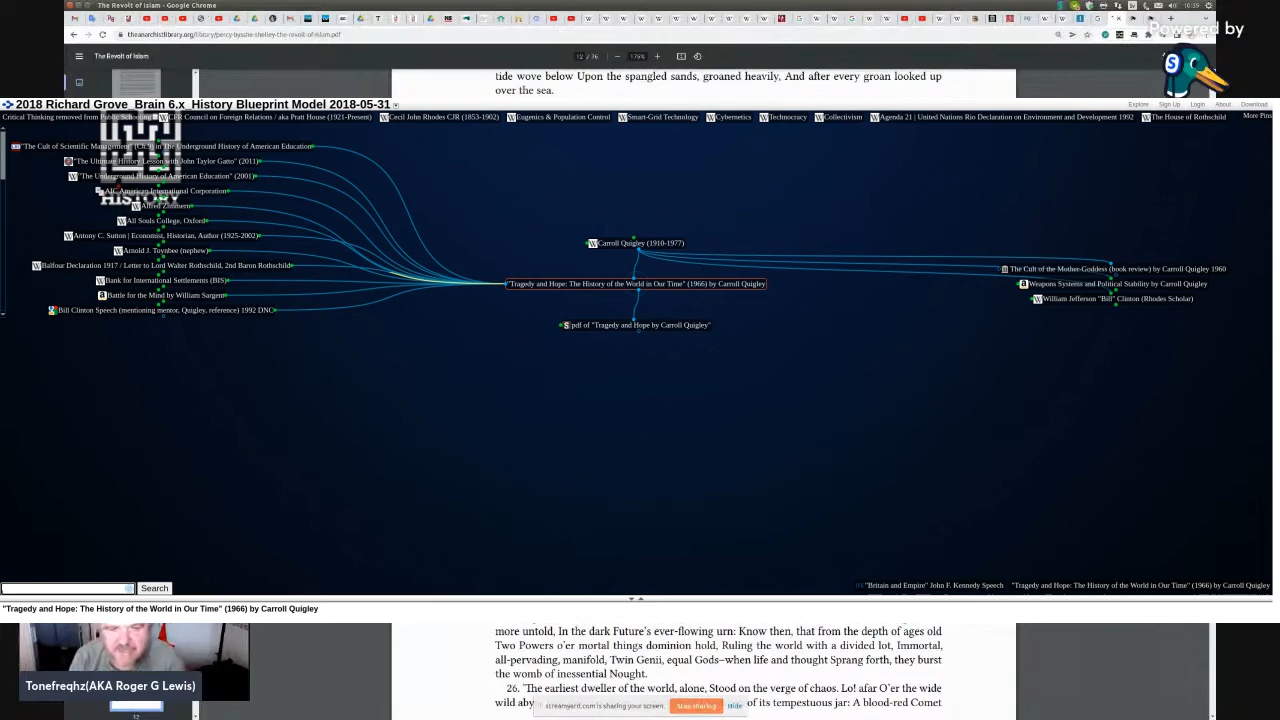 The Revolt of Islam - Google Chrome
10:39
theanarchistlibrary.org/library/percy-bysshe-shelley-the-revolt-of-islam.pdf
Powered by
The Revolt of Islam
12 / 76
175%
tide wove below Upon the spangled sands, groaned heavily, And after every groan looked up
over the sea.
2018 Richard Grove_Brain 6.x_History Blueprint Model 2018-05-31
Explore Sign Up Login About Download
Critical Thinking removed from Public Schooling
CFR Council on Foreign Relations / aka Pratt House (1921-Present)
Cecil John Rhodes CJR (1853-1902)
Eugenics & Population Control
Smart-Grid Technology
Cybernetics
Technocracy
Collectivism
Agenda 21 | United Nations Rio Declaration on Environment and Development 1992
The House of Rothschild
More Pins
"The Cult of Scientific Management" (Ch.9) in The Underground History of American Education
"The Ultimate History Lesson with John Taylor Gatto" (2011)
"The Underground History of American Education" (2001)
AIC American International Corporation
HISTORY
Alfred Zimmern
All Souls College, Oxford
Antony C. Sutton | Economist, Historian, Author (1925-2002)
Arnold J. Toynbee (nephew)
Balfour Declaration 1917 / Letter to Lord Walter Rothschild, 2nd Baron Rothschild
Bank for International Settlements (BIS)
Battle for the Mind by William Sargent
Bill Clinton Speech (mentioning mentor, Quigley, reference) 1992 DNC
Carroll Quigley (1910-1977)
"Tragedy and Hope: The History of the World in Our Time" (1966) by Carroll Quigley
pdf of "Tragedy and Hope by Carroll Quigley"
The Cult of the Mother-Goddess (book review) by Carroll Quigley 1960
Weapons Systems and Political Stability by Carroll Quigley
William Jefferson "Bill" Clinton (Rhodes Scholar)
Search
"Britain and Empire" John F. Kennedy Speech
"Tragedy and Hope: The History of the World in Our Time" (1966) by Carroll Quigley
"Tragedy and Hope: The History of the World in Our Time" (1966) by Carroll Quigley
more untold, In the dark Future's ever-flowing urn: Know then, that from the depth of ages old
Two Powers o'er mortal things dominion hold, Ruling the world with a divided lot, Immortal,
all-pervading, manifold, Twin Genii, equal Gods–when life and thought Sprang forth, they burst
the womb of inessential Nought.
26. 'The earliest dweller of the world, alone, Stood on the verge of chaos. Lo! afar O'er the wide
wild aby
of its tempestuous jar: A blood-red Comet
Tonefreqhz(AKA Roger G Lewis)
streamyard.com is sharing your screen.
Stop sharing
Hide
12